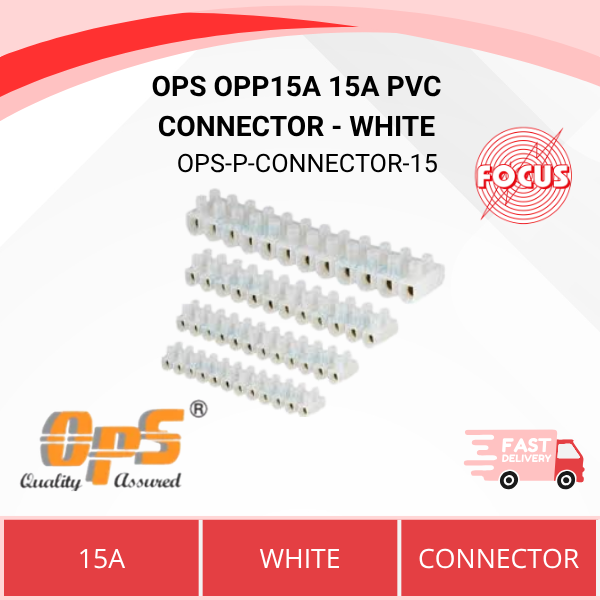 OPS OPP15A 15A PVC
CONNECTOR - WHITE
OPS-P-CONNECTOR-15
FOCUS
OpS®
Quality Assured
FAST
DELIVERY
15A
WHITE
CONNECTOR